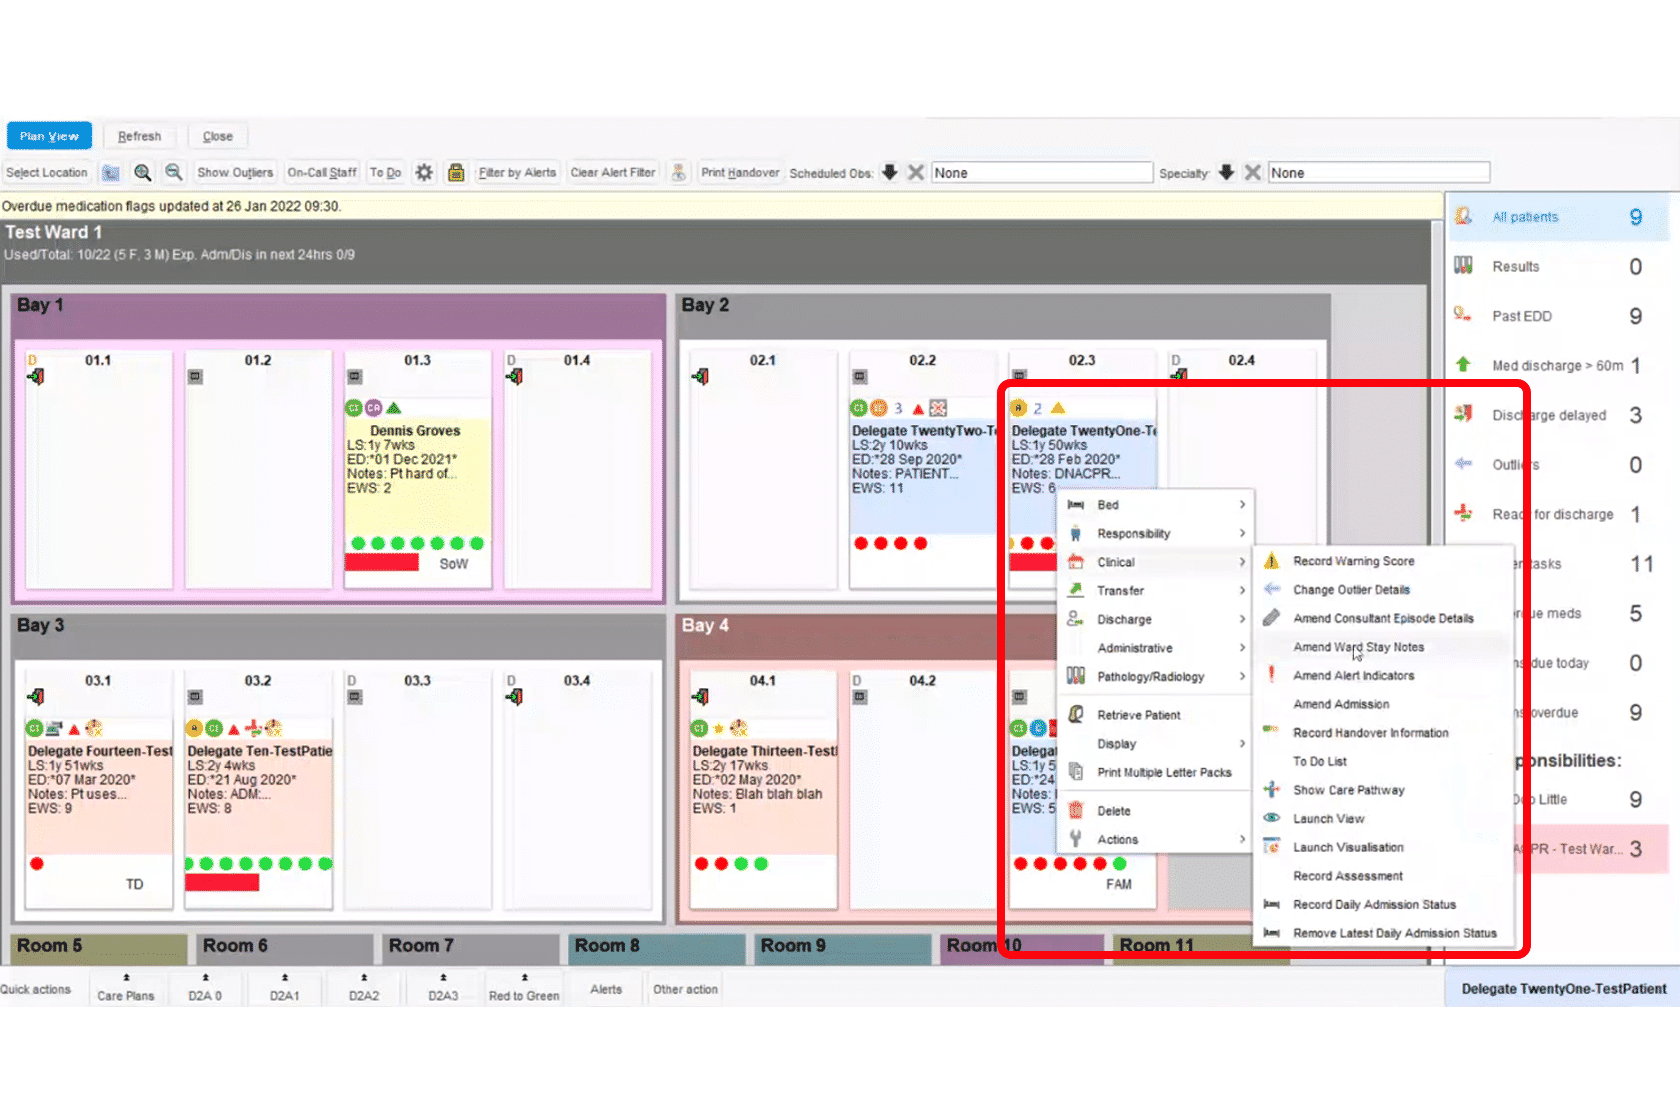 Plan View
Refresh
Close
Select Location
Show Outliers
On-Call Staff
To Do
Filter by Alerts
Clear Alert Filter
Print Handover
Scheduled Obs:
None
Specialty:
None
Overdue medication flags updated at 26 Jan 2022 09:30.
Test Ward 1
Used/Total: 10/22 (5 F, 3 M) Exp. Adm/Dis in next 24hrs 0/9
Bay 1
D
01.1
01.2
01.3
CI CA
Dennis Groves
LS:1y 7wks
ED:*01 Dec 2021*
Notes: Pt hard of...
EWS: 2
SoW
D
01.4
Bay 2
02.1
02.2
CI
3
Delegate TwentyTwo-T
LS:2y 10wks
ED:*28 Sep 2020*
Notes: PATIENT...
EWS: 11
02.3
A 2
Delegate TwentyOne-Te
LS:1y 50wks
ED:*28 Feb 2020*
Notes: DNACPR...
EWS: 6
D
02.4
Bay 3
03.1
CI
Delegate Fourteen-Test
LS:1y 51wks
ED:*07 Mar 2020*
Notes: Pt uses...
EWS: 9
TD
03.2
A CI
Delegate Ten-TestPatie
LS:2y 4wks
ED:*21 Aug 2020*
Notes: ADM:...
EWS: 8
D
03.3
D
03.4
Bay 4
04.1
CI
Delegate Thirteen-Test
LS:2y 17wks
ED:*02 May 2020*
Notes: Blah blah blah
EWS: 1
D
04.2
CI
Delegat
LS:1y 5
ED:*24
Notes:
EWS: 5
FAM
Bed
Responsibility
Clinical
Transfer
Discharge
Administrative
Pathology/Radiology
Retrieve Patient
Display
Print Multiple Letter Packs
Delete
Actions
Record Warning Score
Change Outlier Details
Amend Consultant Episode Details
Amend Ward Stay Notes
Amend Alert Indicators
Amend Admission
Record Handover Information
To Do List
Show Care Pathway
Launch View
Launch Visualisation
Record Assessment
Record Daily Admission Status
Remove Latest Daily Admission Status
All patients 9
Results 0
Past EDD 9
Med discharge > 60m 1
Discharge delayed 3
Outliers 0
Ready for discharge 1
tasks 11
meds 5
due today 0
overdue 9
ponsibilities:
Little 9
PR - Test War... 3
Room 5
Room 6
Room 7
Room 8
Room 9
Room 10
Room 11
Quick actions
Care Plans
D2A 0
D2A1
D2A2
D2A3
Red to Green
Alerts
Other action
Delegate TwentyOne-TestPatient